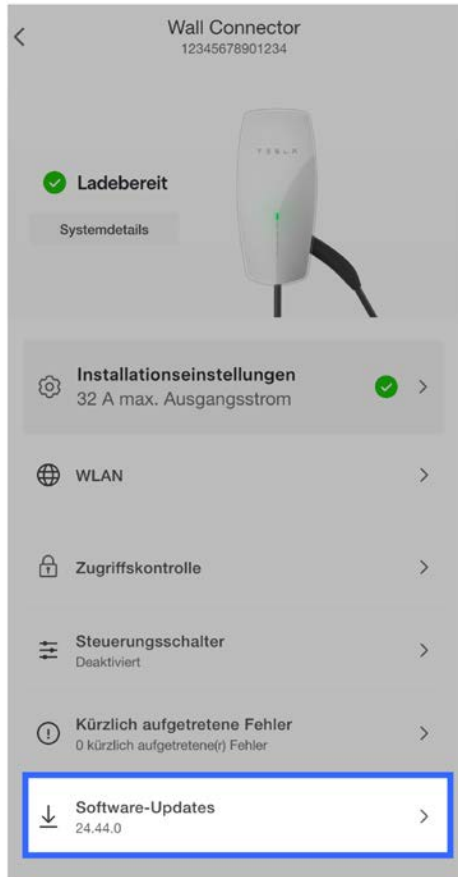 Wall Connector
12345678901234
TESLA
Ladebereit
Systemdetails
Installationseinstellungen
32 A max. Ausgangsstrom
WLAN
Zugriffskontrolle
Steuerungsschalter
Deaktiviert
Kürzlich aufgetretene Fehler
0 kürzlich aufgetretene(r) Fehler
Software-Updates
24.44.0